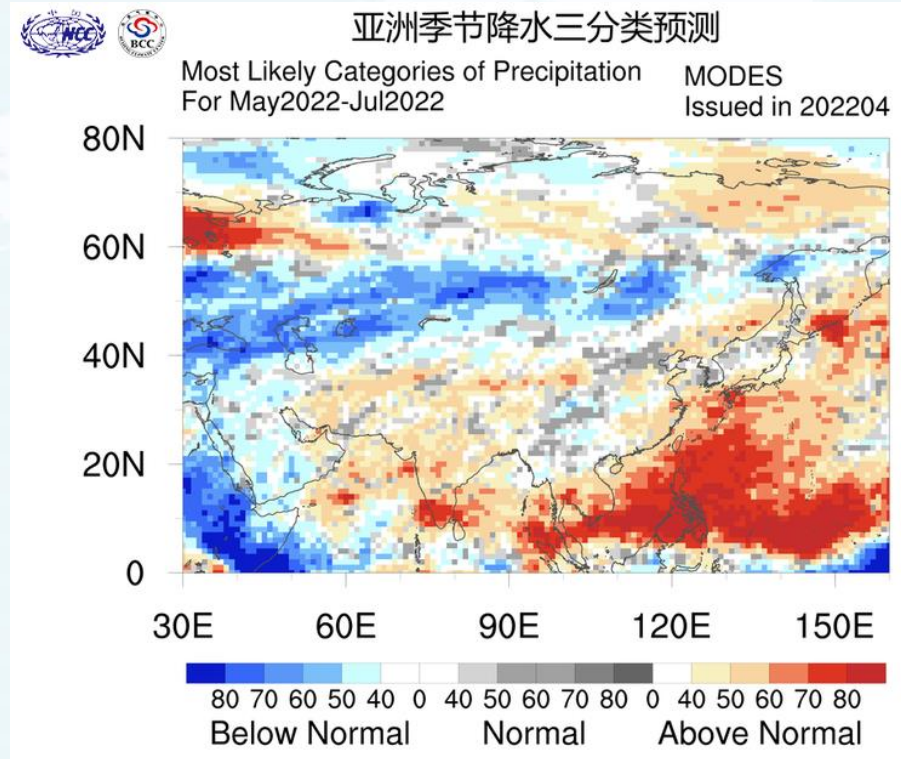 NCC
BCC
亚洲季节降水三分类预测
Most Likely Categories of Precipitation
For May2022-Jul2022
MODES
Issued in 202204
80N
60N
40N
20N
0
30E 60E 90E 120E 150E
80 70 60 50 40 0 40 50 60 70 80 0 40 50 60 70 80
Below Normal Normal Above Normal